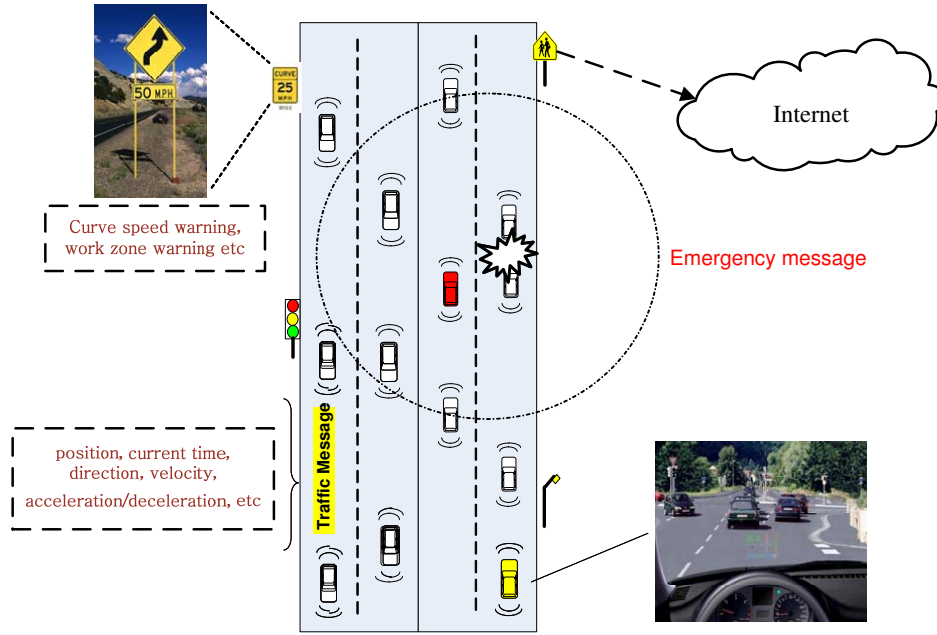 50 M.P.H.
CURVE
25
MPH
Internet
Curve speed warning,
work zone warning etc
Emergency message
Traffic Message
position, current time,
direction, velocity,
acceleration/deceleration, etc